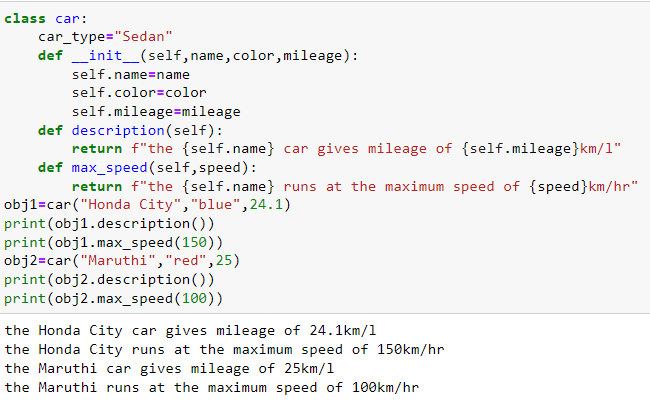 class car:
    car_type="Sedan"
    def __init__(self,name,color,mileage):
        self.name=name
        self.color=color
        self.mileage=mileage
    def description(self):
        return f"the {self.name} car gives mileage of {self.mileage}km/l"
    def max_speed(self,speed):
        return f"the {self.name} runs at the maximum speed of {speed}km/hr"
obj1=car("Honda City","blue",24.1)
print(obj1.description())
print(obj1.max_speed(150))
obj2=car("Maruthi","red",25)
print(obj2.description())
print(obj2.max_speed(100))
the Honda City car gives mileage of 24.1km/l
the Honda City runs at the maximum speed of 150km/hr
the Maruthi car gives mileage of 25km/l
the Maruthi runs at the maximum speed of 100km/hr